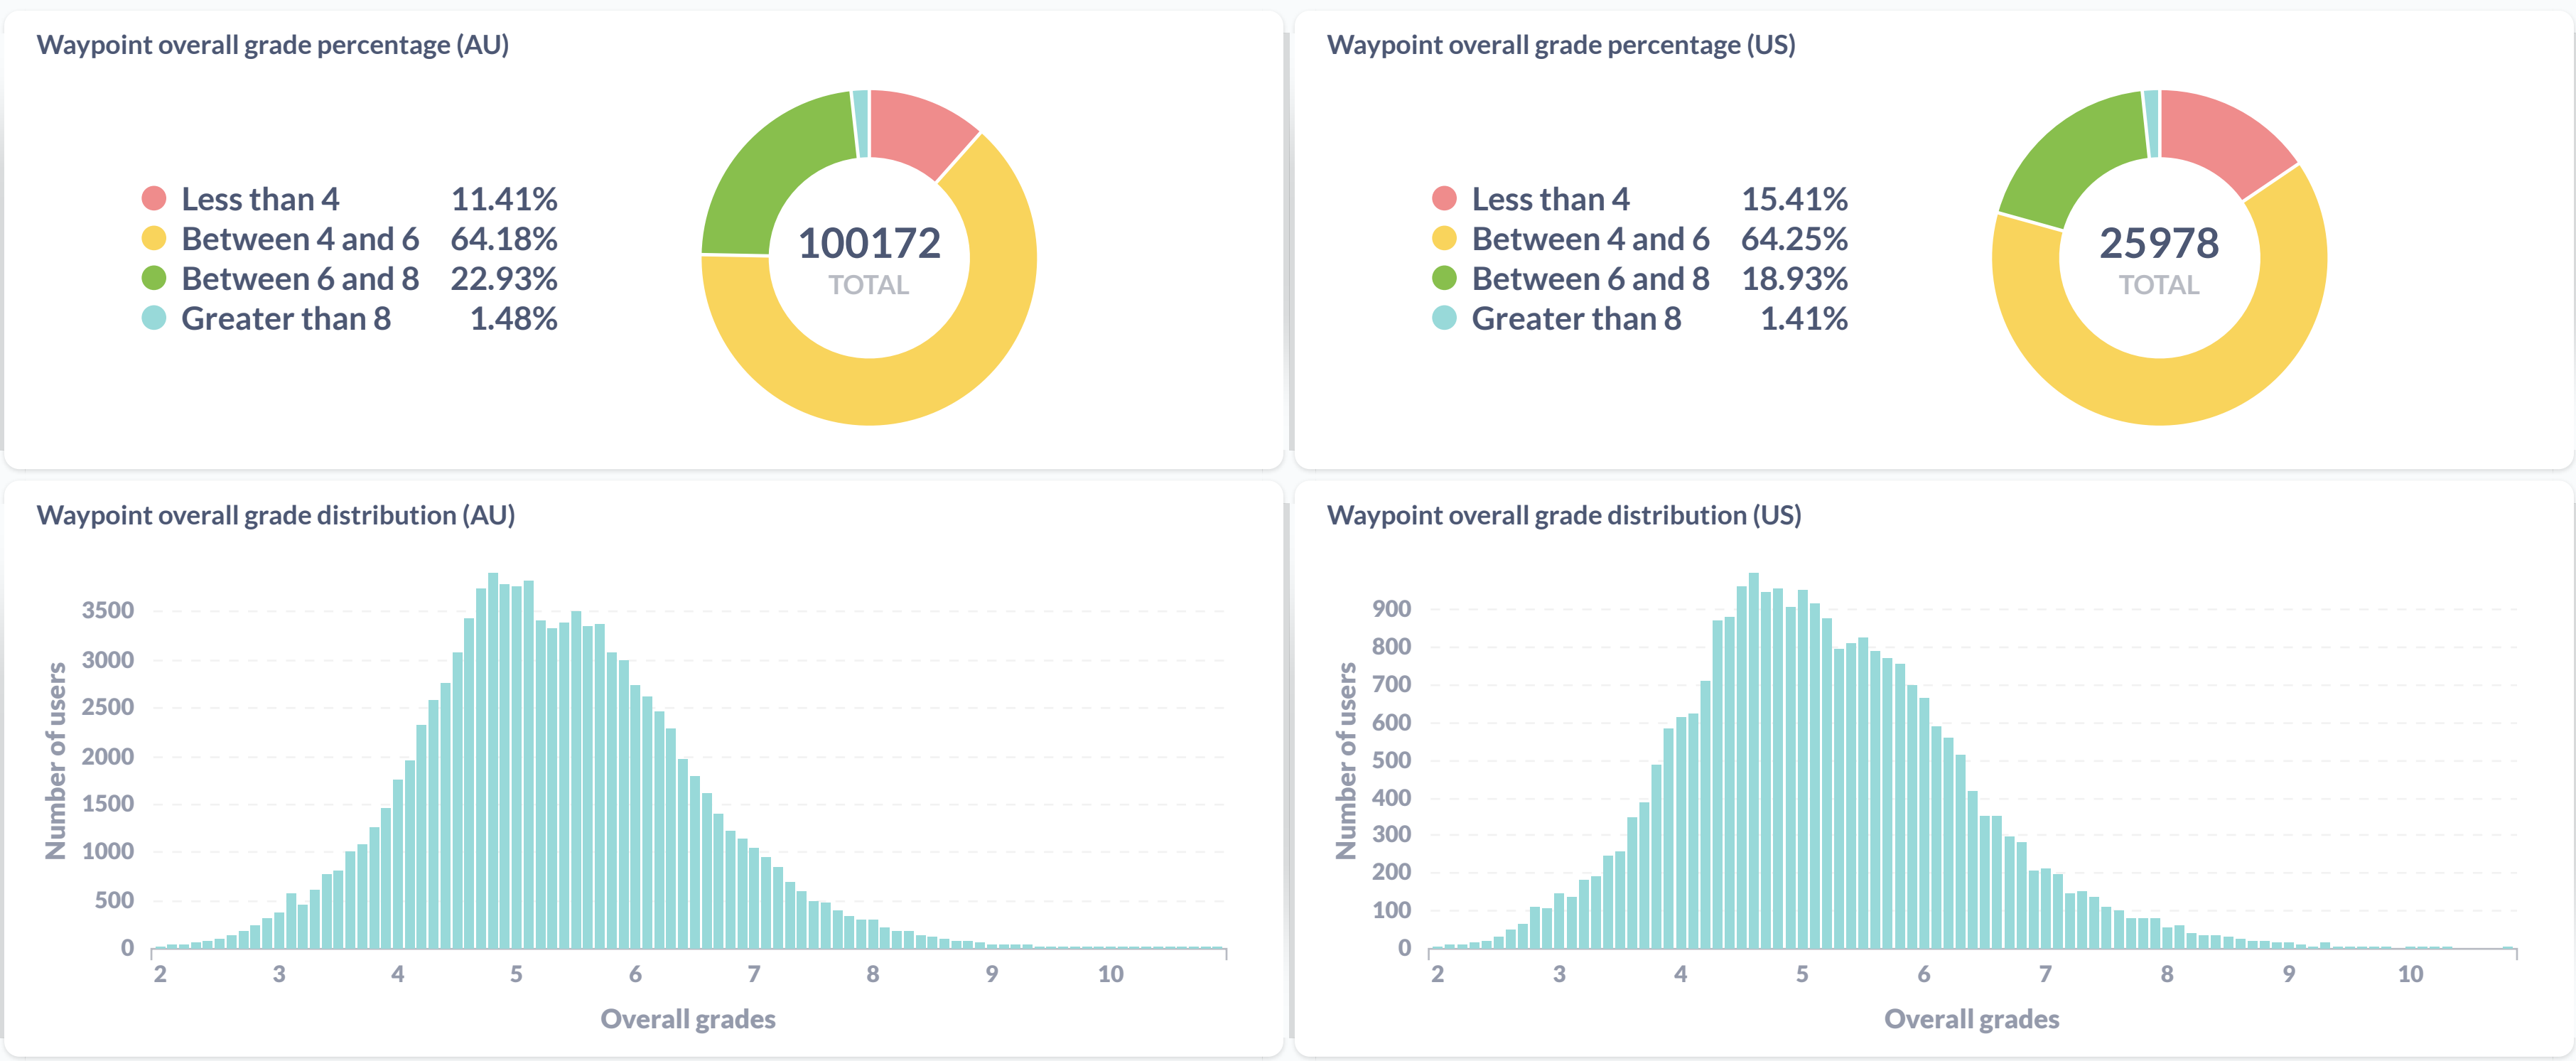 Waypoint overall grade percentage (AU)
Less than 4 11.41%
Between 4 and 6 64.18%
Between 6 and 8 22.93%
Greater than 8 1.48%
100172
TOTAL
Waypoint overall grade percentage (US)
Less than 4 15.41%
Between 4 and 6 64.25%
Between 6 and 8 18.93%
Greater than 8 1.41%
25978
TOTAL
Waypoint overall grade distribution (AU)
Number of users
3500
3000
2500
2000
1500
1000
500
0
2 3 4 5 6 7 8 9 10
Overall grades
Waypoint overall grade distribution (US)
Number of users
900
800
700
600
500
400
300
200
100
0
2 3 4 5 6 7 8 9 10
Overall grades